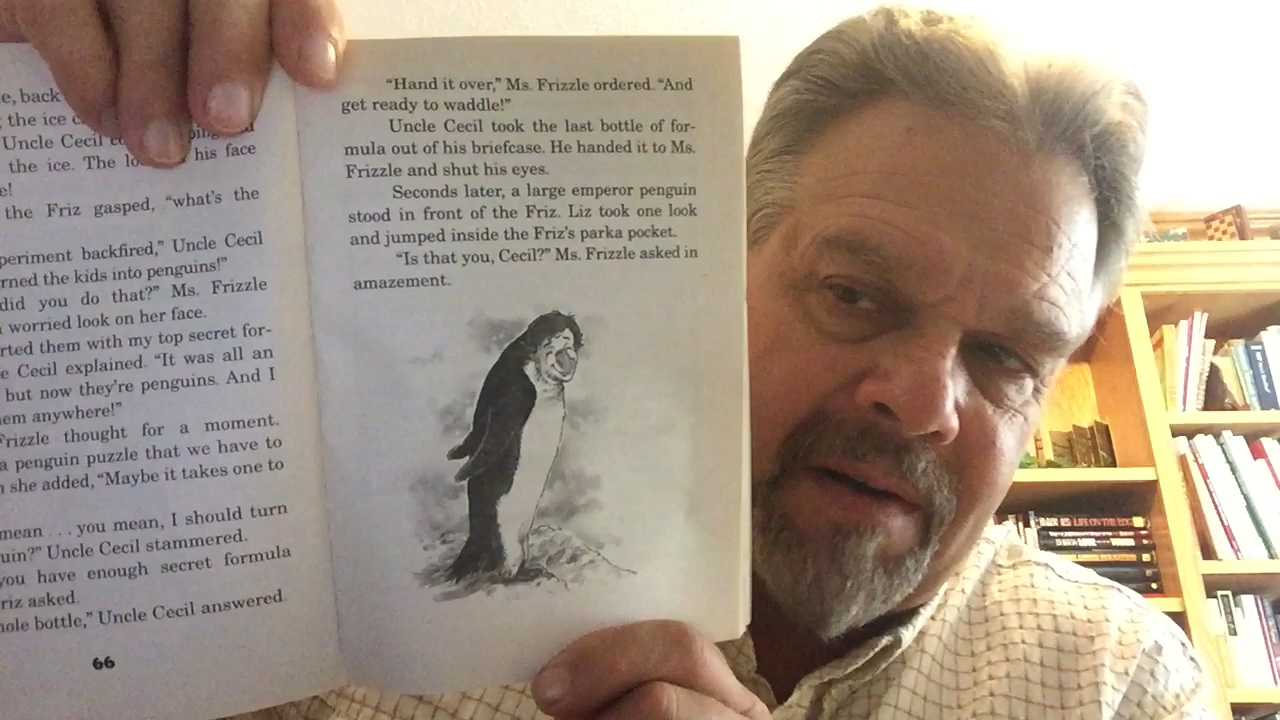 e, back
the ice
Uncle Cecil
the ice. The his face
e!
the Friz gasped, “what’s the
periment backfired,” Uncle Cecil
rned the kids into penguins!”
did you do that?” Ms. Frizzle
worried look on her face.
rted them with my top secret for-
e Cecil explained. “It was all an
but now they’re penguins. And I
em anywhere!”
Frizzle thought for a moment.
a penguin puzzle that we have to
she added, “Maybe it takes one to
mean . . . you mean, I should turn
uin?” Uncle Cecil stammered.
you have enough secret formula
riz asked.
hole bottle,” Uncle Cecil answered.
66
“Hand it over,” Ms. Frizzle ordered. “And
get ready to waddle!”
Uncle Cecil took the last bottle of for-
mula out of his briefcase. He handed it to Ms.
Frizzle and shut his eyes.
Seconds later, a large emperor penguin
stood in front of the Friz. Liz took one look
and jumped inside the Friz’s parka pocket.
“Is that you, Cecil?” Ms. Frizzle asked in
amazement.
LIFE ON THE EDGE